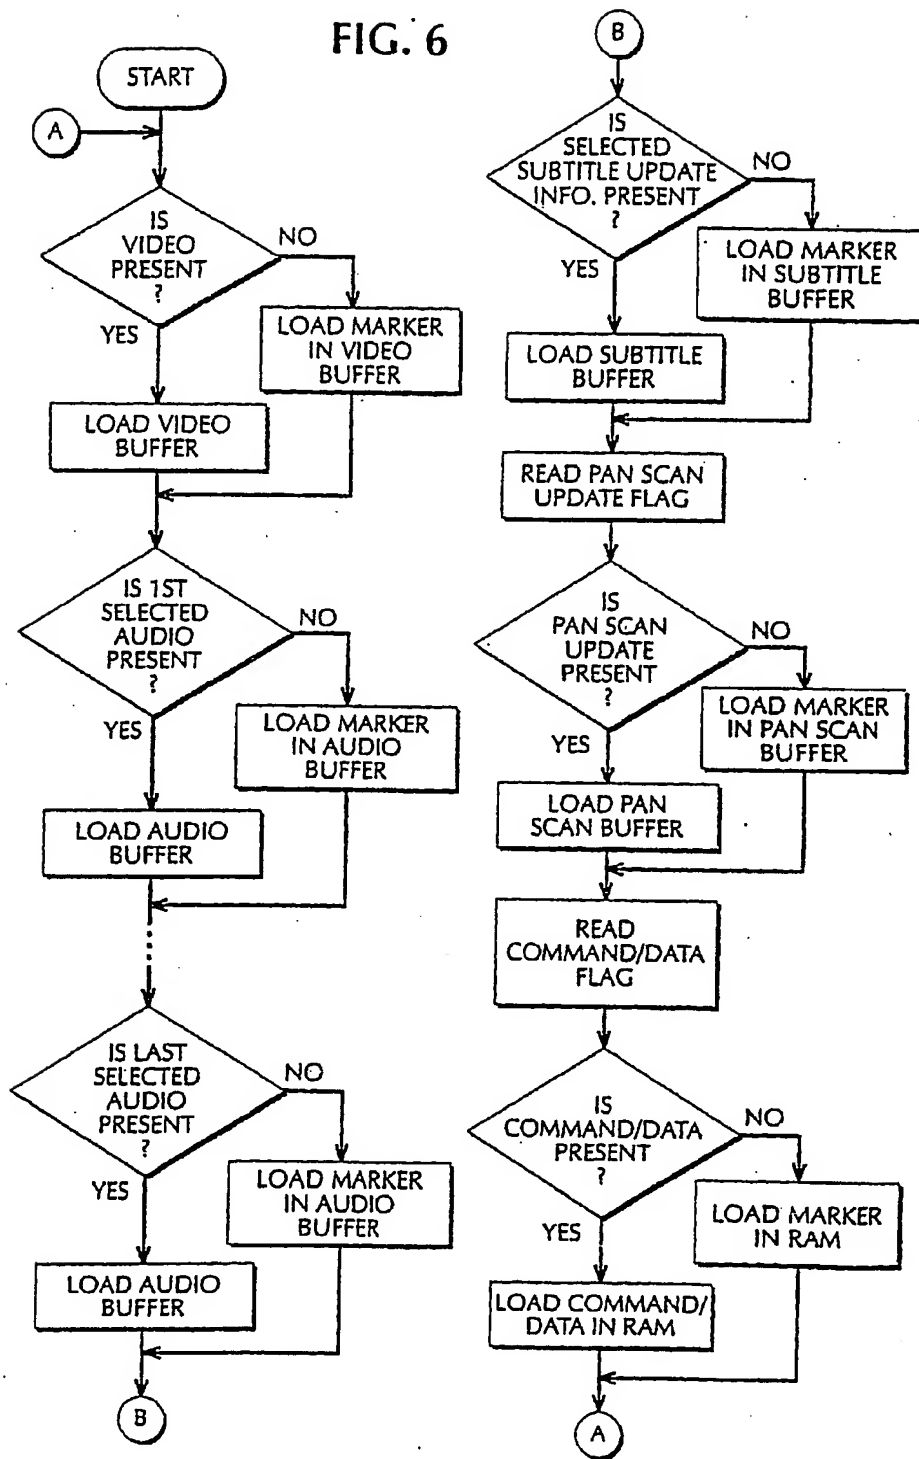 FIG. 6
START
A
IS
VIDEO
PRESENT
?
NO
YES
LOAD MARKER
IN VIDEO
BUFFER
LOAD VIDEO
BUFFER
IS 1ST
SELECTED
AUDIO
PRESENT
?
NO
YES
LOAD MARKER
IN AUDIO
BUFFER
LOAD AUDIO
BUFFER
IS LAST
SELECTED
AUDIO
PRESENT
?
NO
YES
LOAD MARKER
IN AUDIO
BUFFER
LOAD AUDIO
BUFFER
B
B
IS
SELECTED
SUBTITLE UPDATE
INFO. PRESENT
?
NO
YES
LOAD MARKER
IN SUBTITLE
BUFFER
LOAD SUBTITLE
BUFFER
READ PAN SCAN
UPDATE FLAG
IS
PAN SCAN
UPDATE
PRESENT
?
NO
YES
LOAD MARKER
IN PAN SCAN
BUFFER
LOAD PAN
SCAN BUFFER
READ
COMMAND/DATA
FLAG
IS
COMMAND/DATA
PRESENT
?
NO
YES
LOAD MARKER
IN RAM
LOAD COMMAND/
DATA IN RAM
A